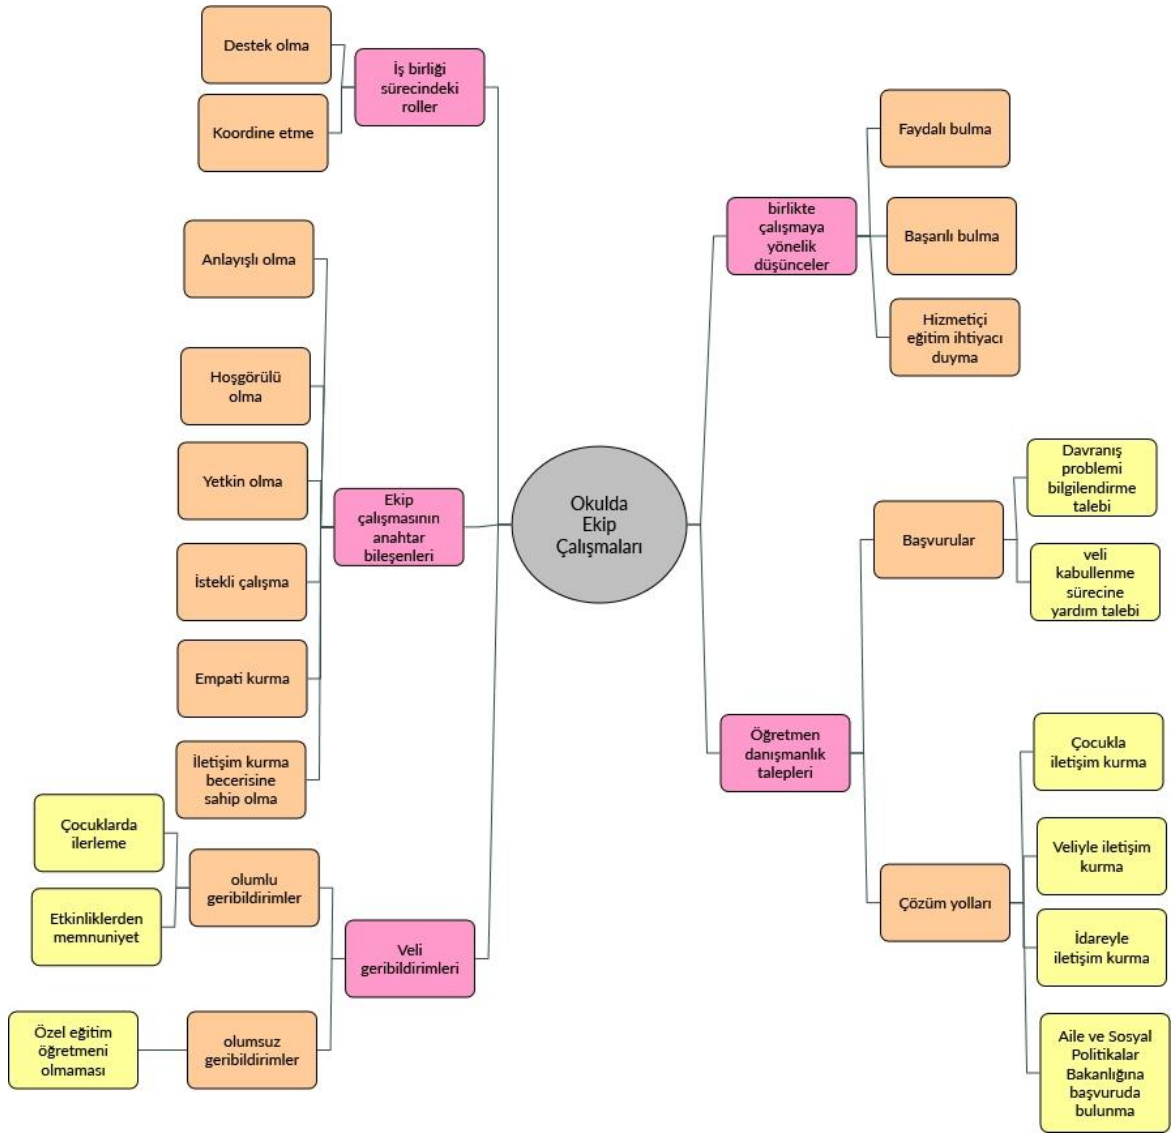 Destek olma
Koordine etme
İş birliği
sürecindeki
roller
Anlayışlı olma
Hoşgörülü
olma
Yetkin olma
İstekli çalışma
Empati kurma
İletişim kurma
becerisine
sahip olma
Ekip
çalışmasının
anahtar
bileşenleri
Çocuklarda
ilerleme
Etkinliklerden
memnuniyet
olumlu
geribildirimler
Özel eğitim
öğretmeni
olmaması
olumsuz
geribildirimler
Veli
geribildirimleri
Okulda
Ekip
Çalışmaları
birlikte
çalışmaya
yönelik
düşünceler
Faydalı bulma
Başarılı bulma
Hizmetiçi
eğitim ihtiyacı
duyma
Öğretmen
danışmanlık
talepleri
Başvurular
Davranış
problemi
bilgilendirme
talebi
veli
kabullenme
sürecine
yardım talebi
Çözüm yolları
Çocukla
iletişim kurma
Veliyle iletişim
kurma
İdareyle
iletişim kurma
Aile ve Sosyal
Politikalar
Bakanlığına
başvuruda
bulunma